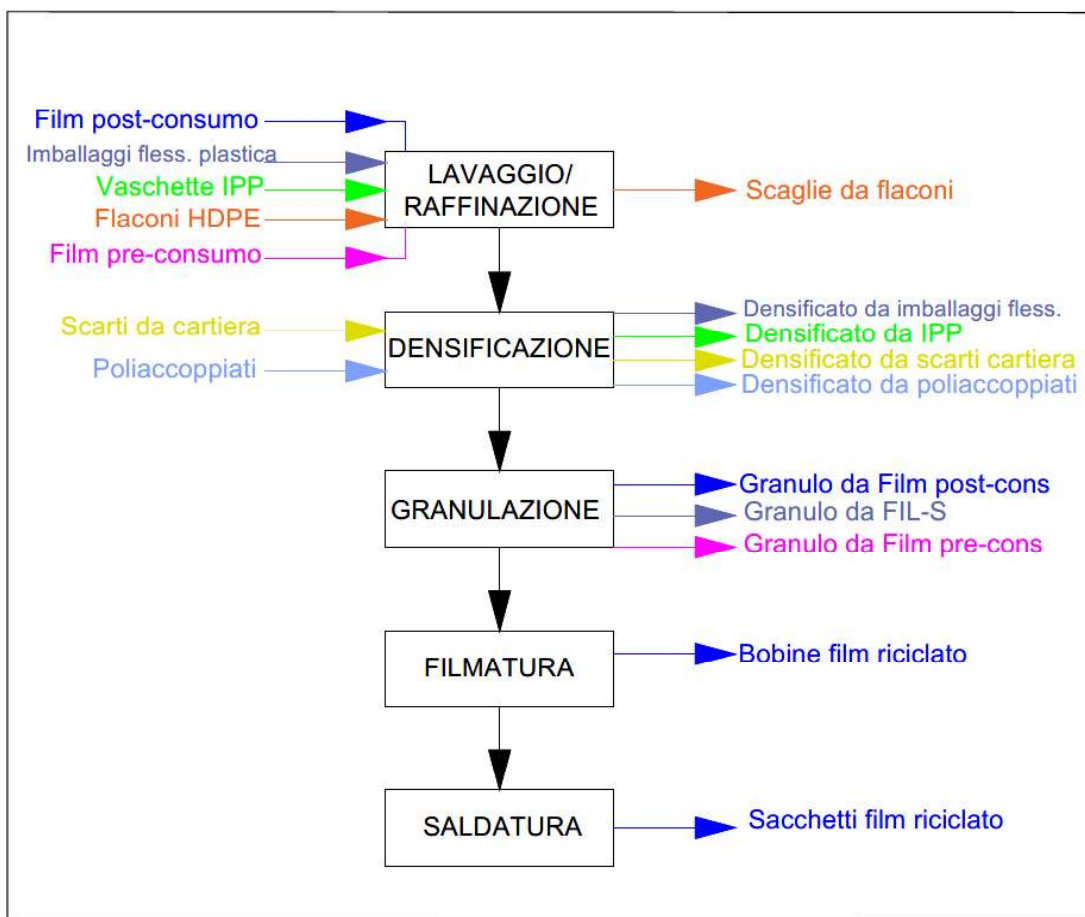 Film post-consumo
Imballaggi fless. plastica
Vaschette IPP
Flaconi HDPE
Film pre-consumo
LAVAGGIO/
RAFFINAZIONE
Scaglie da flaconi
Scarti da cartiera
Poliaccoppiati
DENSIFICAZIONE
Densificato da imballaggi fless.
Densificato da IPP
Densificato da scarti cartiera
Densificato da poliaccoppiati
GRANULAZIONE
Granulo da Film post-cons
Granulo da FIL-S
Granulo da Film pre-cons
FILMATURA
Bobine film riciclato
SALDATURA
Sacchetti film riciclato